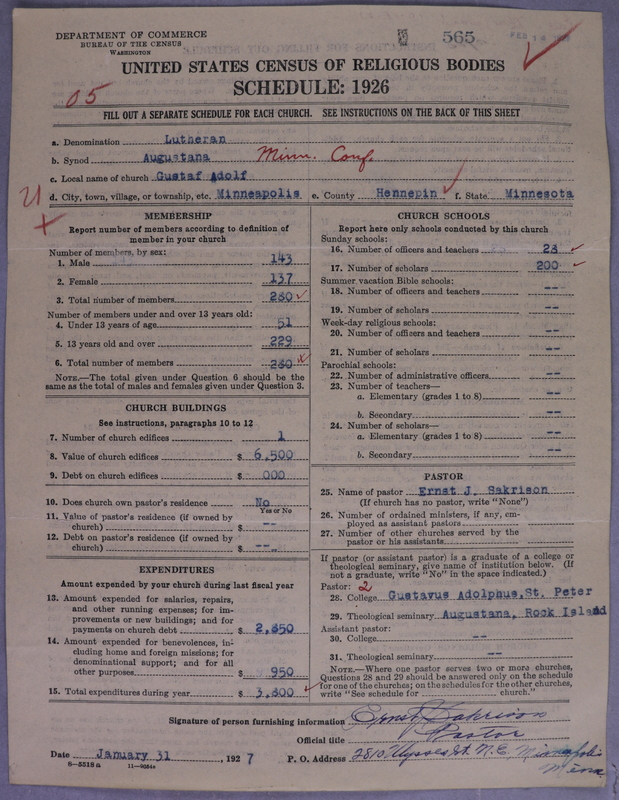 DEPARTMENT OF COMMERCE
BUREAU OF THE CENSUS
WASHINGTON
565
UNITED STATES CENSUS OF RELIGIOUS BODIES
SCHEDULE: 1926
05
FILL OUT A SEPARATE SCHEDULE FOR EACH CHURCH. SEE INSTRUCTIONS ON THE BACK OF THIS SHEET
a. Denomination Lutheran
b. Synod Augustana Minn. Conf.
c. Local name of church Gustaf Adolf
d. City, town, village, or township, etc. Minneapolis e. County Hennepin f. State Minnesota
MEMBERSHIP
Report number of members according to definition of
member in your church
Number of members, by sex:
1. Male 143
2. Female 137
3. Total number of members 280
Number of members under and over 13 years old:
4. Under 13 years of age 51
5. 13 years old and over 229
6. Total number of members 280
NOTE.—The total given under Question 6 should be
same as the total of males and females given under Question 3.
CHURCH BUILDINGS
See instructions, paragraphs 10 to 12
7. Number of church edifices 1
8. Value of church edifices $ 6,500
9. Debt on church edifices $ 000
10. Does church own pastor's residence No
Yes or No
11. Value of pastor's residence (if owned by
church) $ --
12. Debt on pastor's residence (if owned by
church) $ --
EXPENDITURES
Amount expended by your church during last fiscal year
13. Amount expended for salaries, repairs,
and other running expenses; for im-
provements or new buildings; and for
payments on church debt $ 2,850
14. Amount expended for benevolences, in-
cluding home and foreign missions; for
denominational support; and for all
other purposes $ 950
15. Total expenditures during year $ 3,800
CHURCH SCHOOLS
Report here only schools conducted by this church
Sunday schools:
16. Number of officers and teachers 23
17. Number of scholars 200
Summer vacation Bible schools:
18. Number of officers and teachers --
19. Number of scholars --
Week-day religious schools:
20. Number of officers and teachers --
21. Number of scholars --
Parochial schools:
22. Number of administrative officers --
23. Number of teachers—
a. Elementary (grades 1 to 8) --
b. Secondary --
24. Number of scholars—
a. Elementary (grades 1 to 8) --
b. Secondary --
PASTOR
25. Name of pastor Ernst J. Sakrison
(If church has no pastor, write "None")
26. Number of ordained ministers, if any, em-
ployed as assistant pastors
27. Number of other churches served by the
pastor or his assistants
If pastor (or assistant pastor) is a graduate of a college or
theological seminary, give name of institution below. (If
not a graduate, write "No" in the space indicated.)
Pastor: 2
28. College Gustavus Adolphus, St. Peter
29. Theological seminary Augustana, Rock Island
Assistant pastor:
30. College --
31. Theological seminary --
NOTE.—Where one pastor serves two or more churches,
Questions 28 and 29 should be answered only on the schedule
for one of the churches; on the schedules for the other churches,
write "See schedule for church."
Signature of person furnishing information Ernst J. Sakrison
Official title Pastor
Date January 31, 1927 P. O. Address 2810 Ulysses St. N.E. Minneapolis
Minn.
8-5518a 11-9054